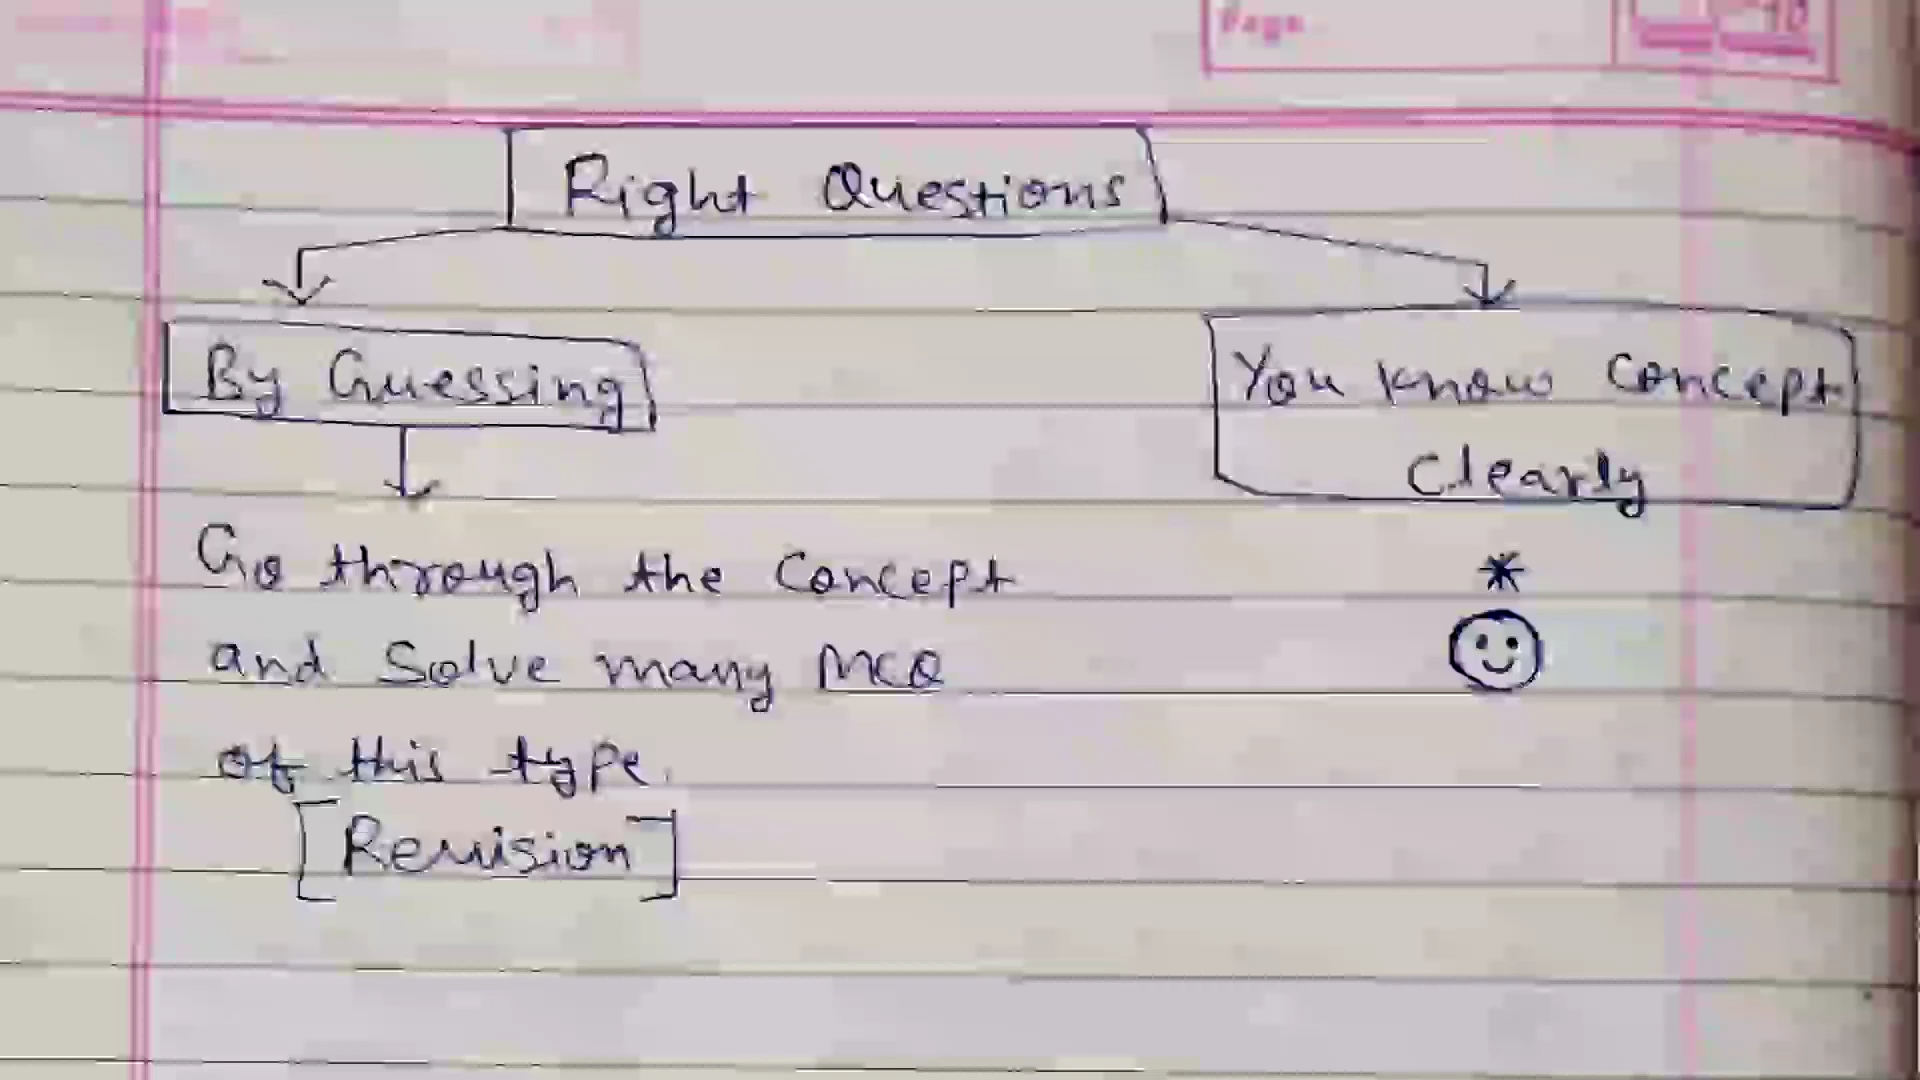 Page
Right Questions
By Guessing
You know concept
Clearly
Go through the concept
and Solve many MCQ
of this type.
[Revision]